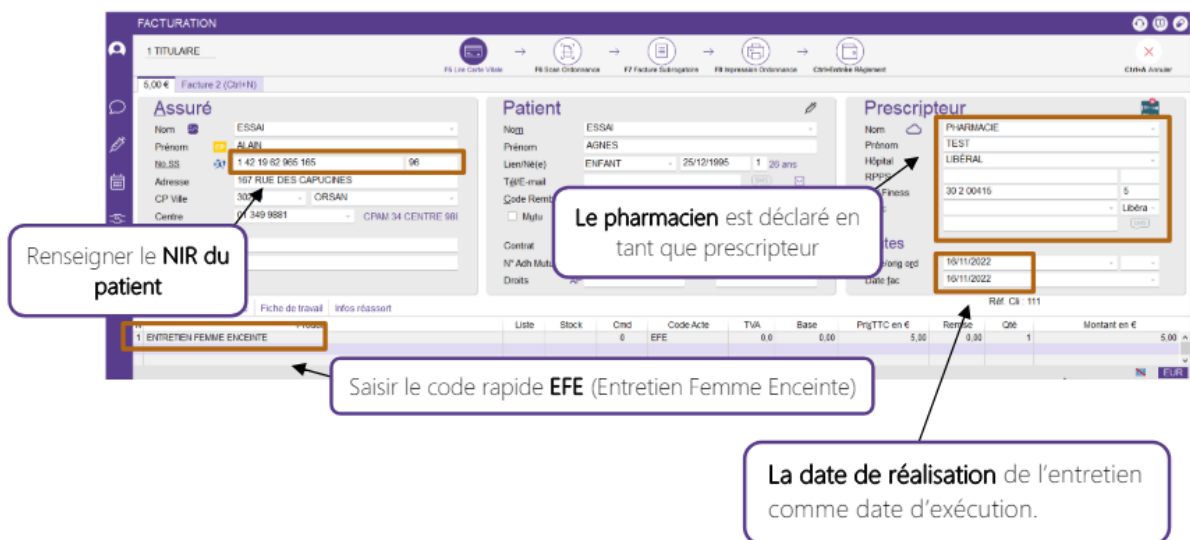 FACTURATION
1 TITULAIRE
F5 Lire Carte Vitale
F6 Scan Ordonnance
F7 Facture Subrogatoire
F8 Impression Ordonnance
Ctrl+Entrée Règlement
Ctrl+A Annuler
5,00 € Facture 2 (Ctrl+N)
Assuré
Nom ESSAI
Prénom ALAIN
No SS 1 42 19 62 965 165 96
Adresse 167 RUE DES CAPUCINES
CP Ville ORSAN
Centre 01 349 9881 CPAM 34 CENTRE 988
Patient
Nom ESSAI
Prénom AGNES
Lien/Né(e) ENFANT 25/12/1995 1 26 ans
Tél/E-mail
Code Remb
Mutu
Contrat
N° Adh Mutu
Droits
Prescripteur
Nom PHARMACIE
Prénom TEST
Hôpital LIBÉRAL
RPPS
Finess 30 2 00415 5
Libéra
16/11/2022
Date fac 16/11/2022
Réf. Cli : 111
Renseigner le NIR du
patient
Le pharmacien est déclaré en
tant que prescripteur
Fiche de travail Infos réassort
Liste Stock Cmd Code Acte TVA Base PrixTTC en € Remise Qté Montant en €
1 ENTRETIEN FEMME ENCEINTE 0 EFE 0,0 0,00 5,00 0,00 1 5,00
EUR
Saisir le code rapide EFE (Entretien Femme Enceinte)
La date de réalisation de l'entretien
comme date d'exécution.